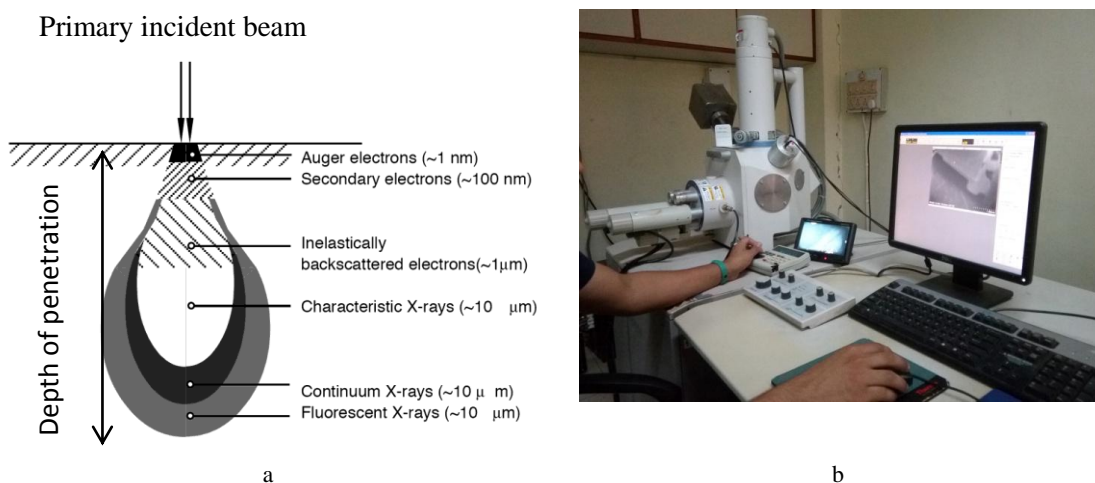 Primary incident beam
Depth of penetration
Auger electrons (~1 nm)
Secondary electrons (~100 nm)
Inelastically
backscattered electrons(~1μm)
Characteristic X-rays (~10 μm)
Continuum X-rays (~10 μ m)
Fluorescent X-rays (~10 μm)
a
b